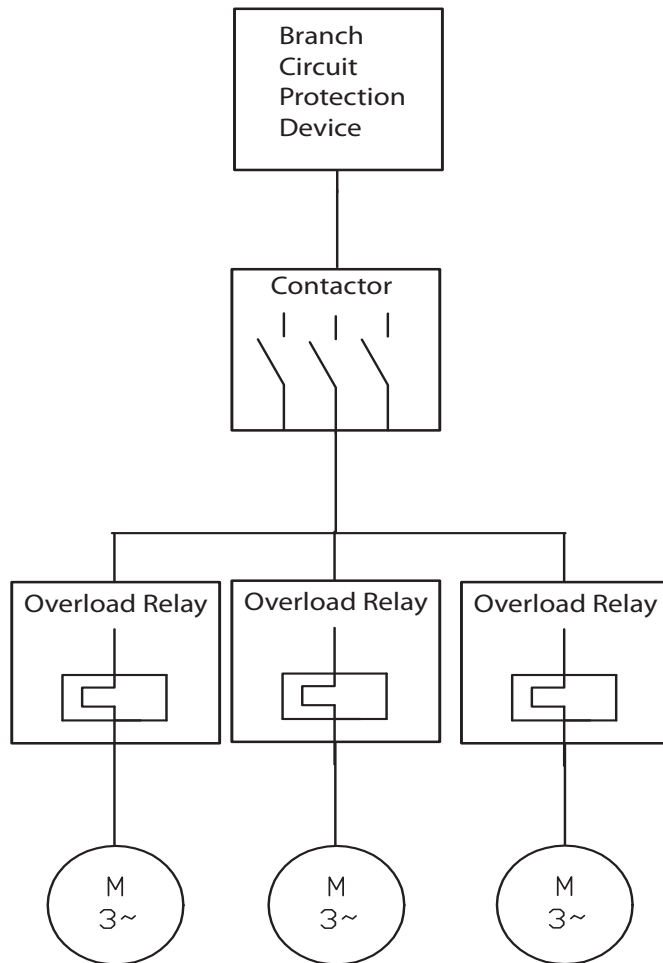 Branch
Circuit
Protection
Device
Contactor
Overload Relay
Overload Relay
Overload Relay
M
3~
M
3~
M
3~